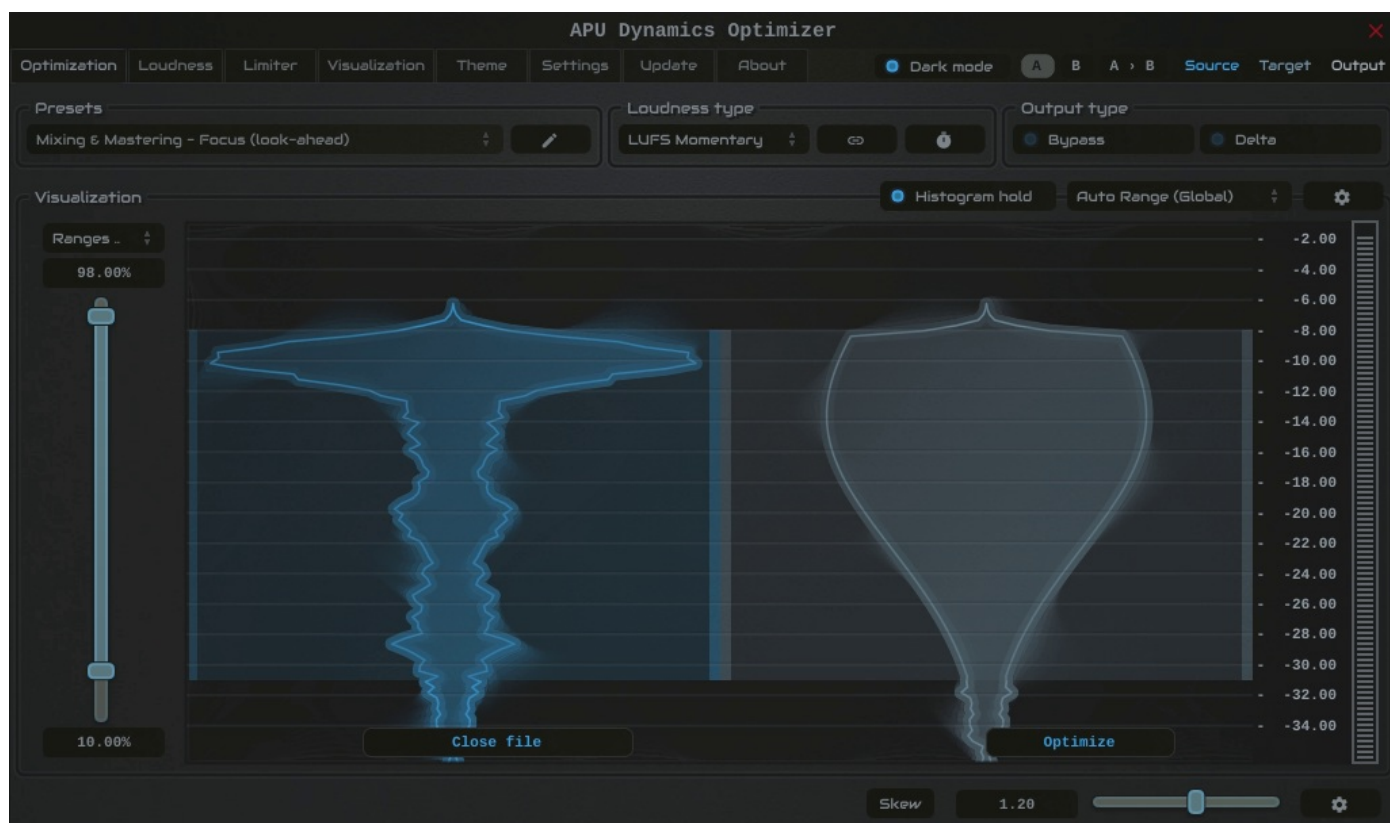 APU Dynamics Optimizer
Optimization Loudness Limiter Visualization Theme Settings Update About Dark mode A B A › B Source Target Output
Presets Loudness type Output type
Mixing & Mastering - Focus (look-ahead) LUFS Momentary Bypass Delta
Visualization Histogram hold Auto Range (Global)
Ranges ..
98.00%
-2.00
-4.00
-6.00
-8.00
-10.00
-12.00
-14.00
-16.00
-18.00
-20.00
-22.00
-24.00
-26.00
-28.00
-30.00
-32.00
-34.00
10.00% Close file Optimize
Skew 1.20